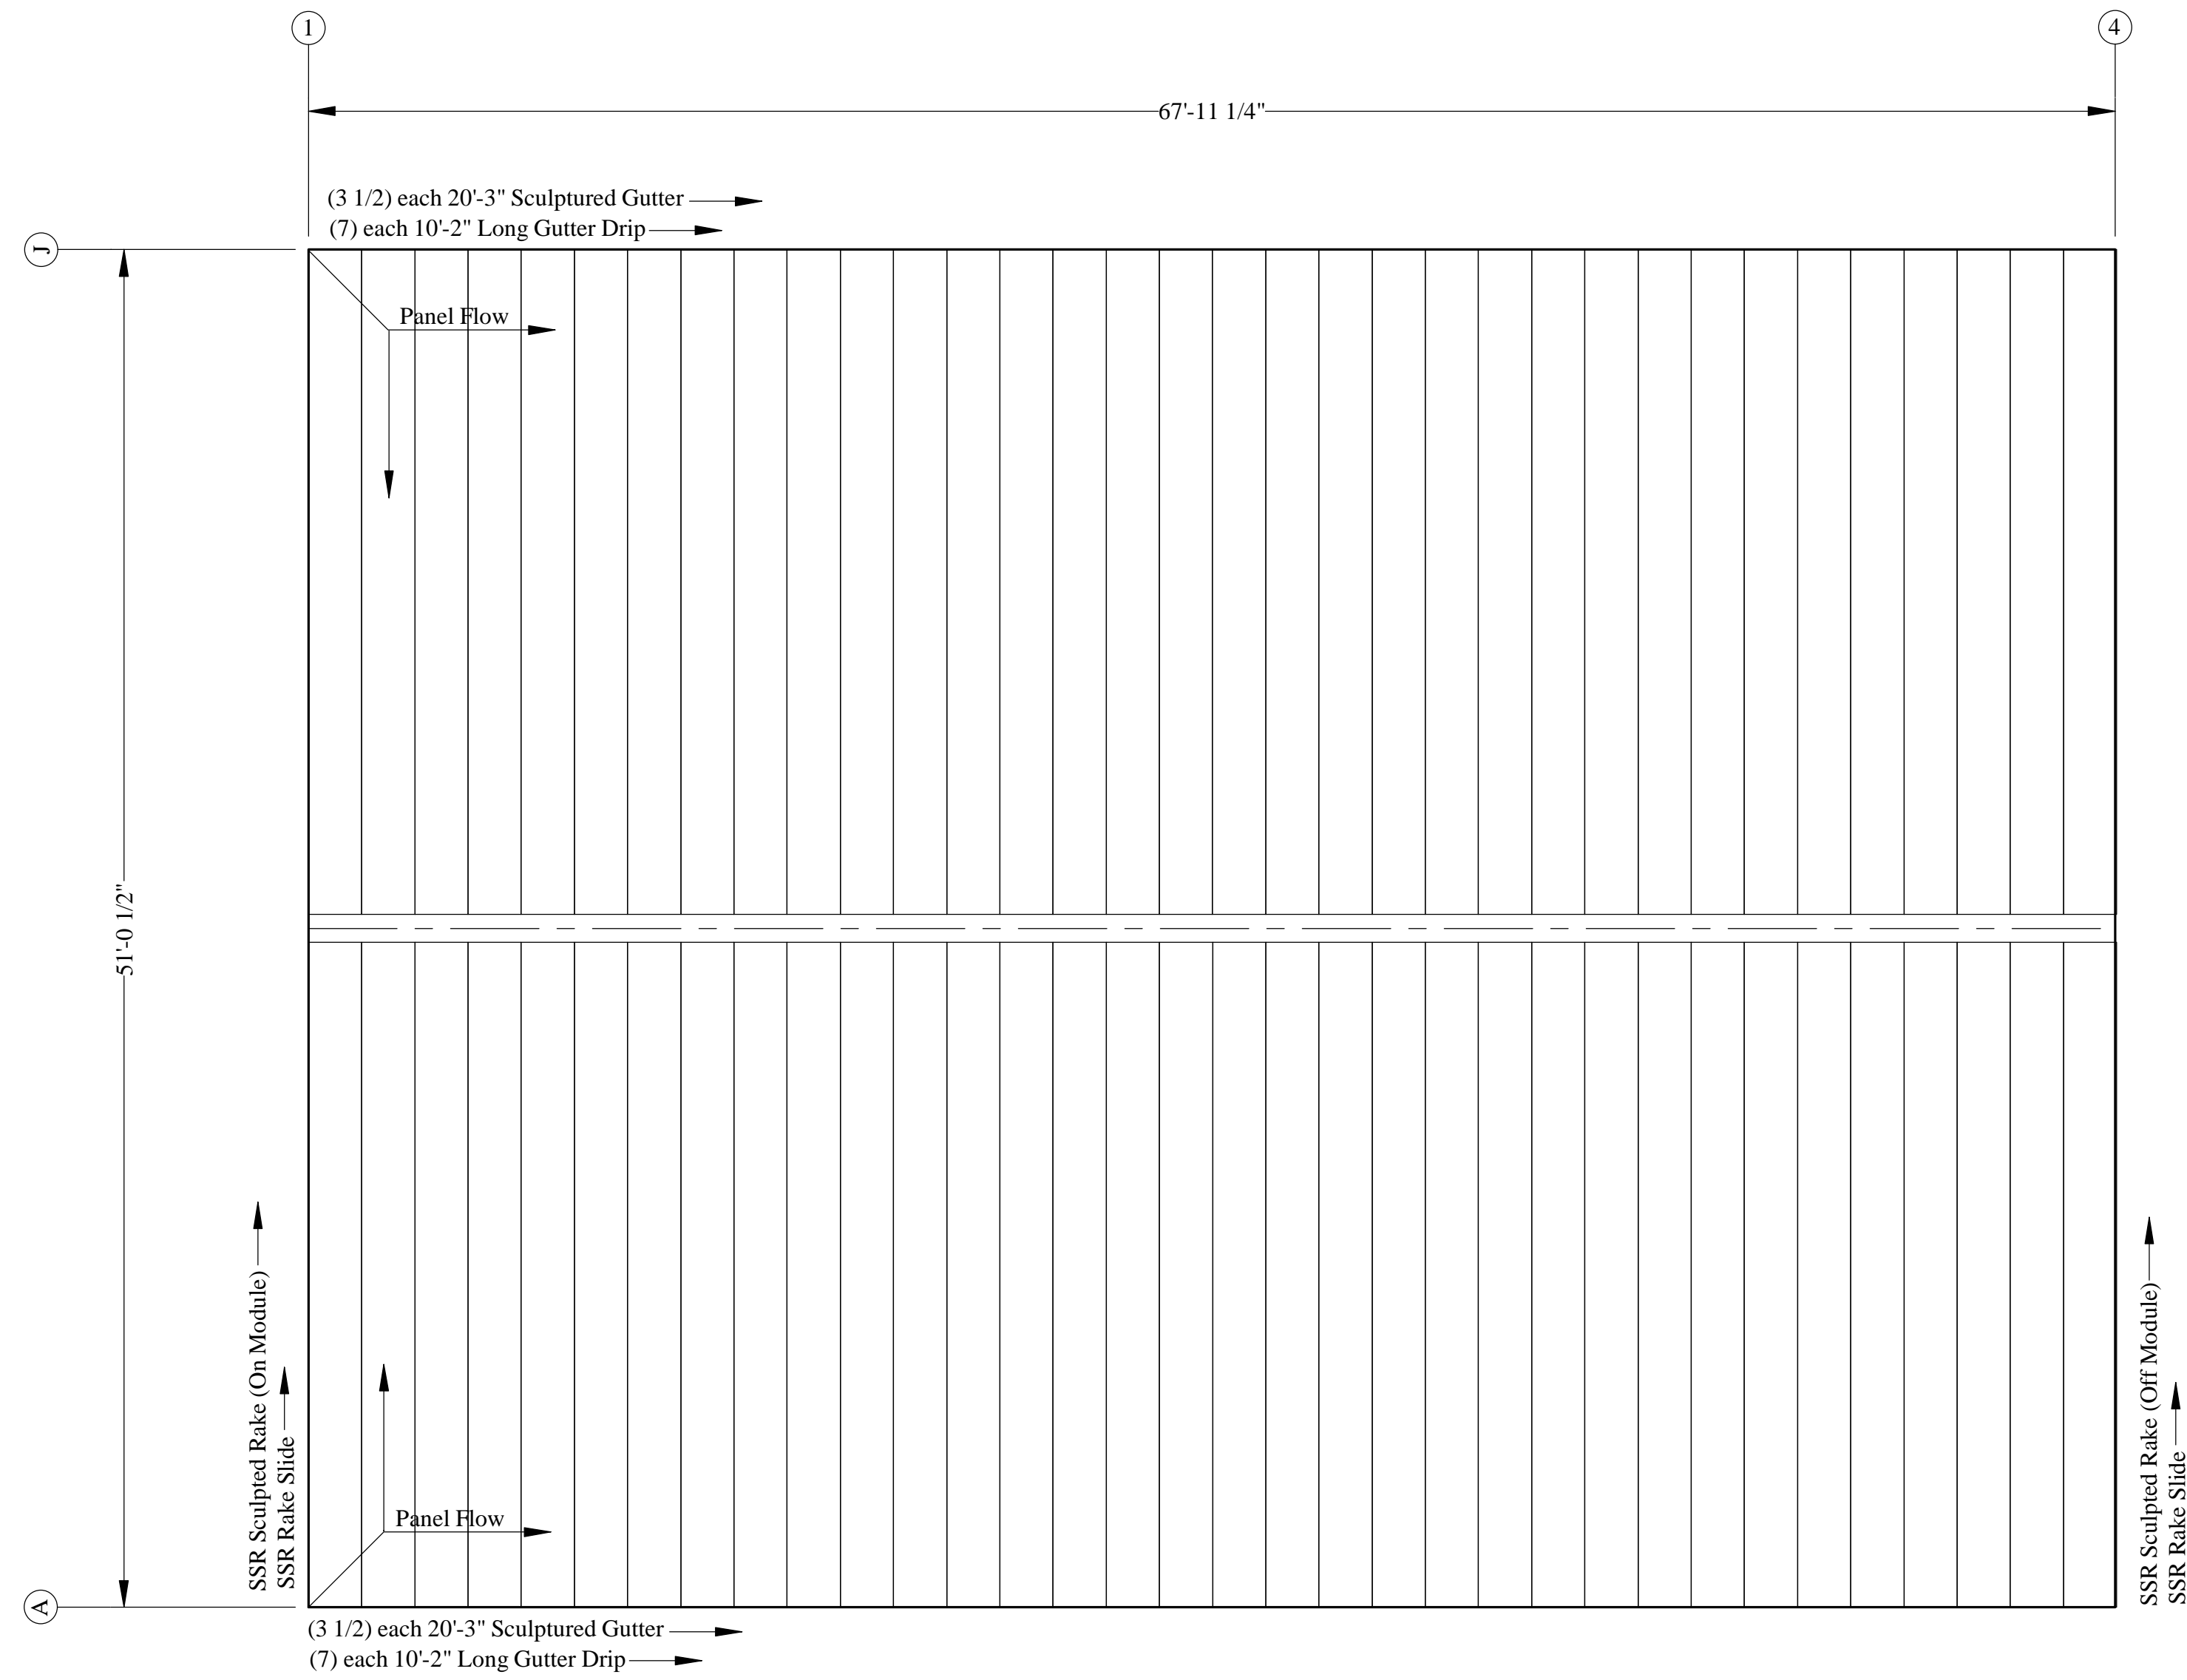 1
4
67'-11 1/4"
(3 1/2) each 20'-3" Sculptured Gutter
(7) each 10'-2" Long Gutter Drip
J
Panel Flow
51'-0 1/2"
SSR Sculpted Rake (On Module)
SSR Rake Slide
SSR Sculpted Rake (Off Module)
SSR Rake Slide
Panel Flow
A
(3 1/2) each 20'-3" Sculptured Gutter
(7) each 10'-2" Long Gutter Drip